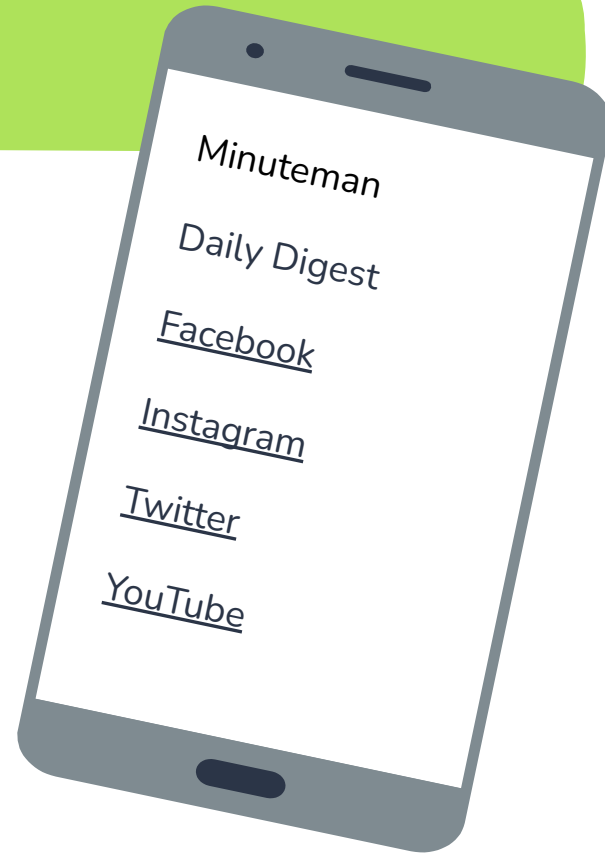 Minuteman
Daily Digest
Facebook
Instagram
Twitter
YouTube